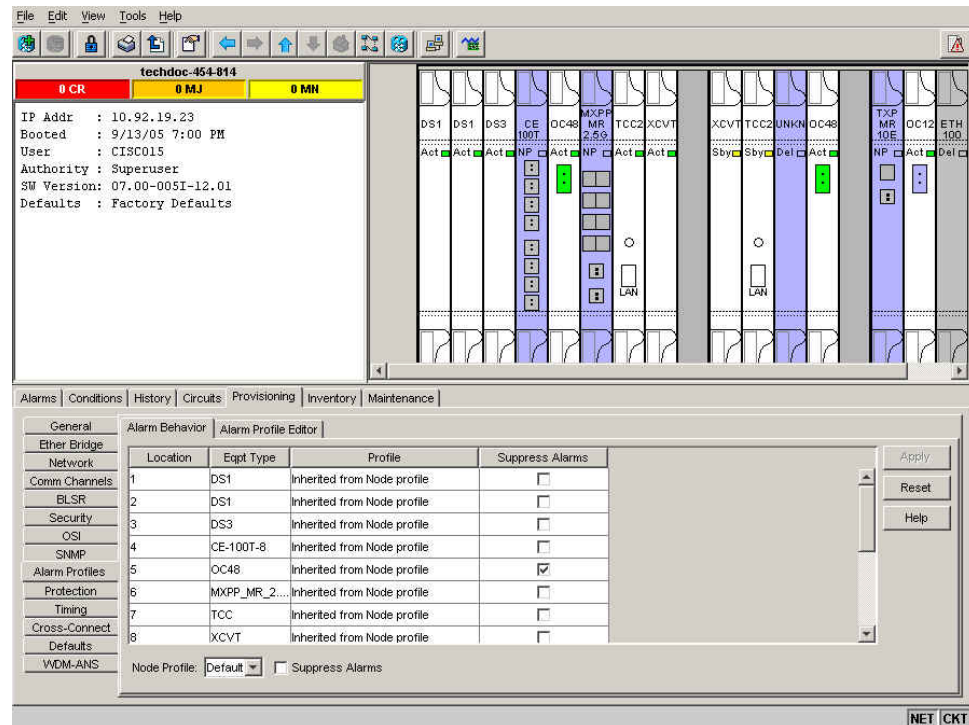 File Edit View Tools Help
techdoc-454-814
0 CR 0 MJ 0 MN
IP Addr : 10.92.19.23
Booted : 9/13/05 7:00 PM
User : CISC015
Authority : Superuser
SW Version: 07.00-005I-12.01
Defaults : Factory Defaults
DS1 DS1 DS3 CE 100T OC48 MXPP MR 2.5G TCC2 XCVT XCVT TCC2 UNKN OC48 TXP MR 10E OC12 ETH 100
Act Act Act NP Act NP Act Act Sby Sby Del Act NP Act Del
LAN LAN
Alarms Conditions History Circuits Provisioning Inventory Maintenance
General
Ether Bridge
Network
Comm Channels
BLSR
Security
OSI
SNMP
Alarm Profiles
Protection
Timing
Cross-Connect
Defaults
WDM-ANS
Alarm Behavior Alarm Profile Editor
Location Eqpt Type Profile Suppress Alarms
1 DS1 Inherited from Node profile
2 DS1 Inherited from Node profile
3 DS3 Inherited from Node profile
4 CE-100T-8 Inherited from Node profile
5 OC48 Inherited from Node profile
6 MXPP_MR_2.... Inherited from Node profile
7 TCC Inherited from Node profile
8 XCVT Inherited from Node profile
Node Profile: Default Suppress Alarms
Apply
Reset
Help
NET CKT